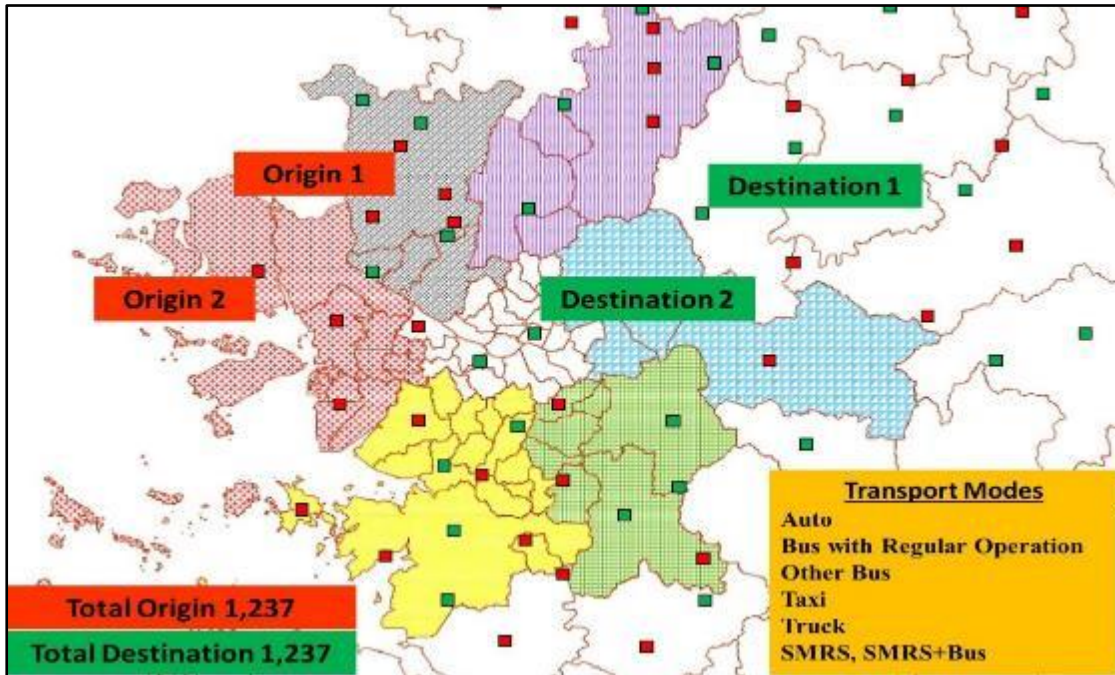 Origin 1
Destination 1
Origin 2
Destination 2
Transport Modes
Auto
Bus with Regular Operation
Other Bus
Taxi
Truck
SMRS, SMRS+Bus
Total Origin 1,237
Total Destination 1,237